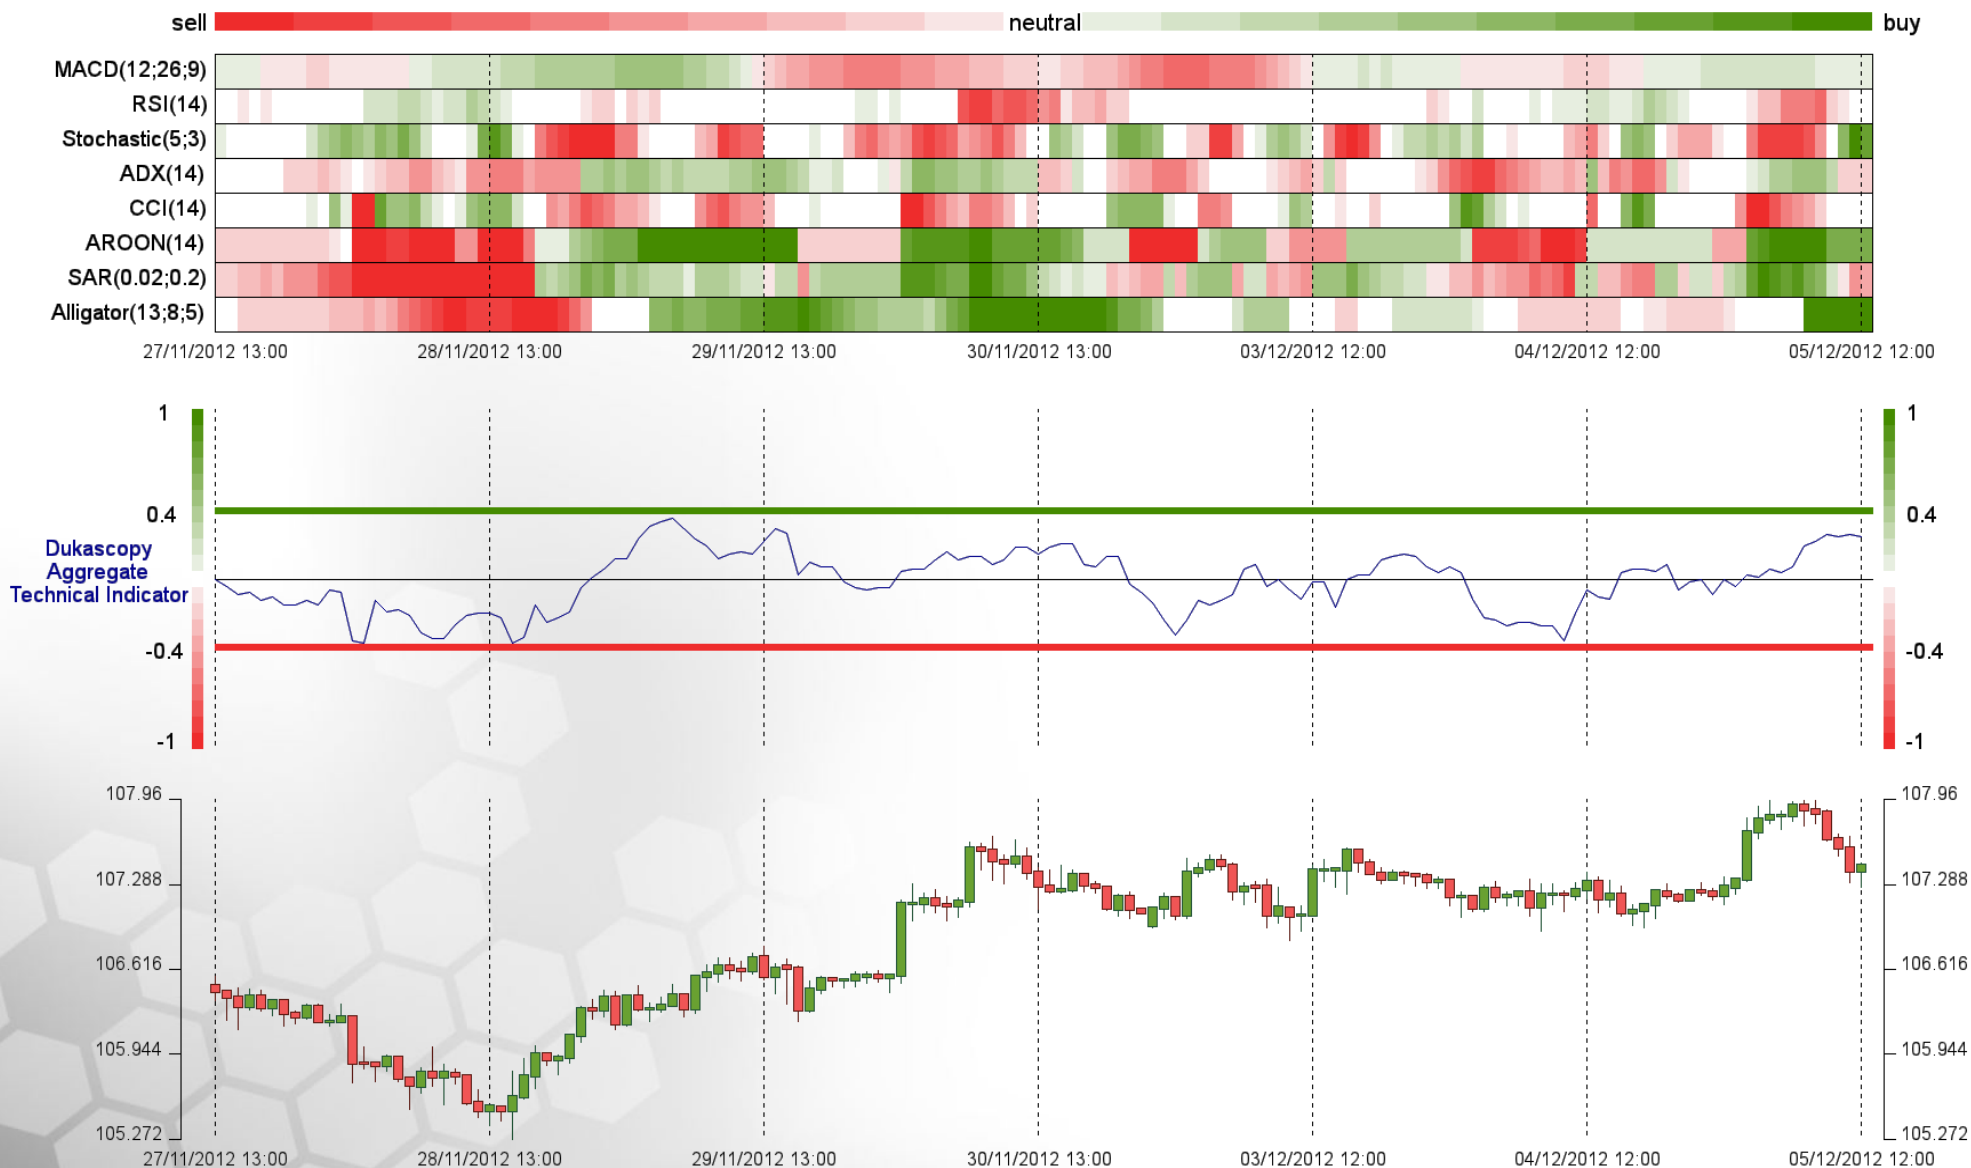 sell neutral buy
MACD(12;26;9)
RSI(14)
Stochastic(5;3)
ADX(14)
CCI(14)
AROON(14)
SAR(0.02;0.2)
Alligator(13;8;5)
27/11/2012 13:00 28/11/2012 13:00 29/11/2012 13:00 30/11/2012 13:00 03/12/2012 12:00 04/12/2012 12:00 05/12/2012 12:00
1 1
0.4 0.4
Dukascopy
Aggregate
Technical Indicator
-0.4 -0.4
-1 -1
107.96 107.96
107.288 107.288
106.616 106.616
105.944 105.944
105.272 105.272
27/11/2012 13:00 28/11/2012 13:00 29/11/2012 13:00 30/11/2012 13:00 03/12/2012 12:00 04/12/2012 12:00 05/12/2012 12:00